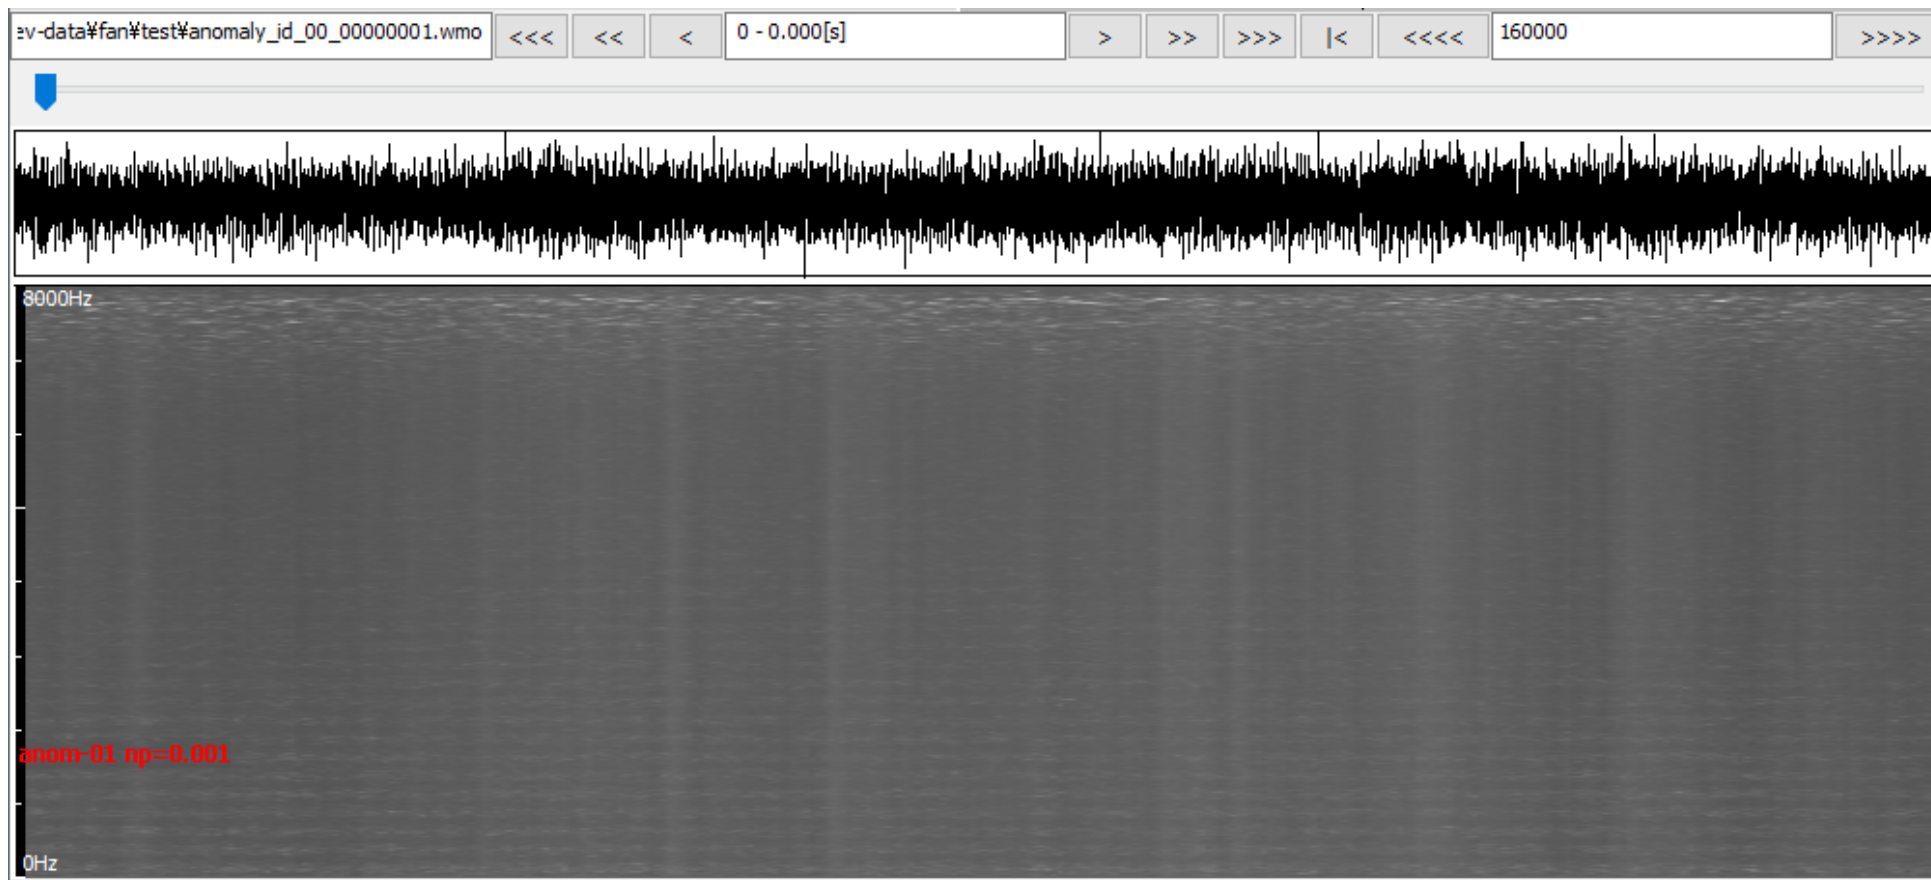 ev-data¥fan¥test¥anomaly_id_00_00000001.wmo <<< << < 0 - 0.000[s] > >> >>> |< <<<< 160000 >>>>
8000Hz
anom-01 np=0.001
0Hz